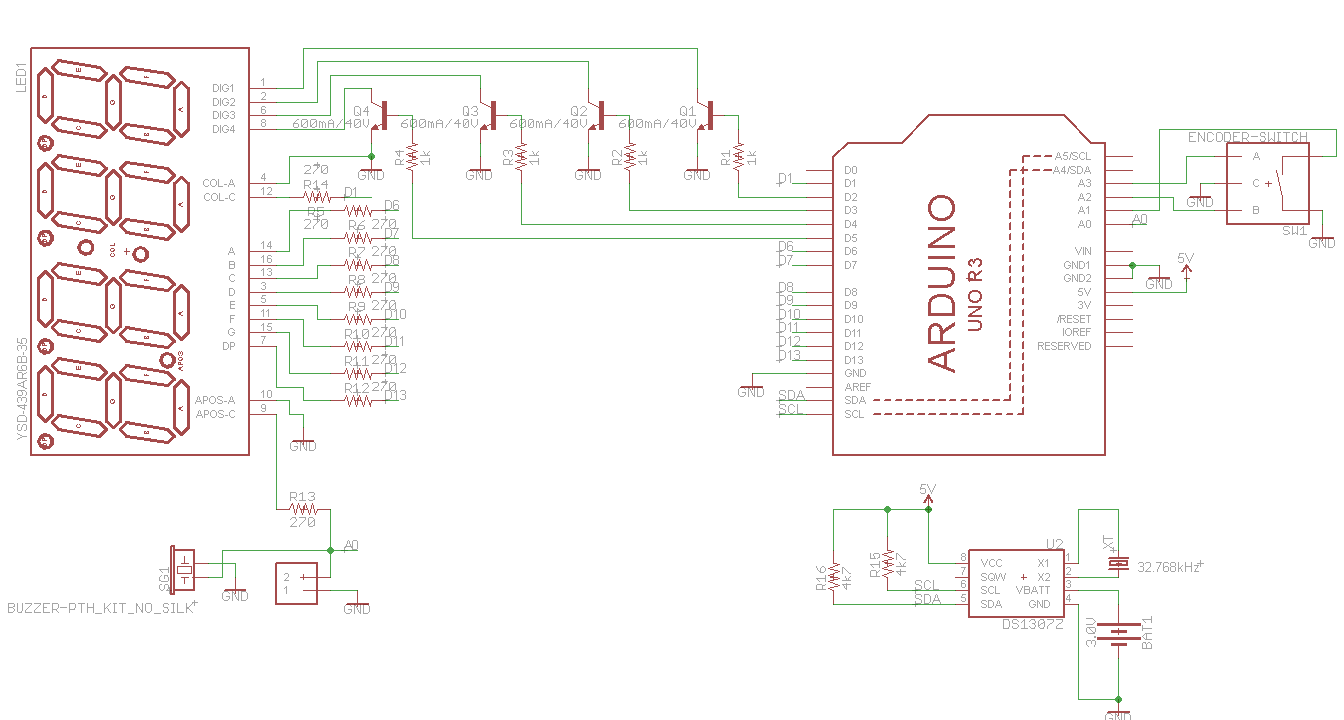 LED1
YSD-439AR6B-35
DIG1 1
DIG2 2
DIG3 6
DIG4 8
COL-A 4
COL-C 12
A 14
B 16
C 13
D 3
E 5
F 11
G 15
DP 7
APOS-A 10
APOS-C 9
COL
APOS
Q4
600mA/40V
Q3
600mA/40V
Q2
600mA/40V
Q1
600mA/40V
R4
1k
R3
1k
R2
1k
R1
1k
GND
GND
GND
GND
270
R14
D1
R5
270
D6
R6
270
D7
R7
270
D8
R8
270
D9
R9
270
D10
R10
270
D11
R11
270
D12
R12
270
D13
GND
R13
270
A0
SG1
BUZZER-PTH_KIT_NO_SILK
GND
2
1
GND
ARDUINO
UNO R3
D1
D6
D7
D8
D9
D10
D11
D12
D13
GND
SDA
SCL
D0
D1
D2
D3
D4
D5
D6
D7
D8
D9
D10
D11
D12
D13
GND
AREF
SDA
SCL
A5/SCL
A4/SDA
A3
A2
A1
A0
VIN
GND1
GND2
5V
3V
/RESET
IOREF
RESERVED
A0
GND
5V
ENCODER-SWITCH
A
C
B
SW1
GND
GND
5V
R16
4k7
R15
4k7
SCL
SDA
U2
8 VCC X1 1
7 SQW X2 2
6 SCL VBATT 3
5 SDA GND 4
DS1307Z
XT
32.768kHz
3.0V
BAT1
GND